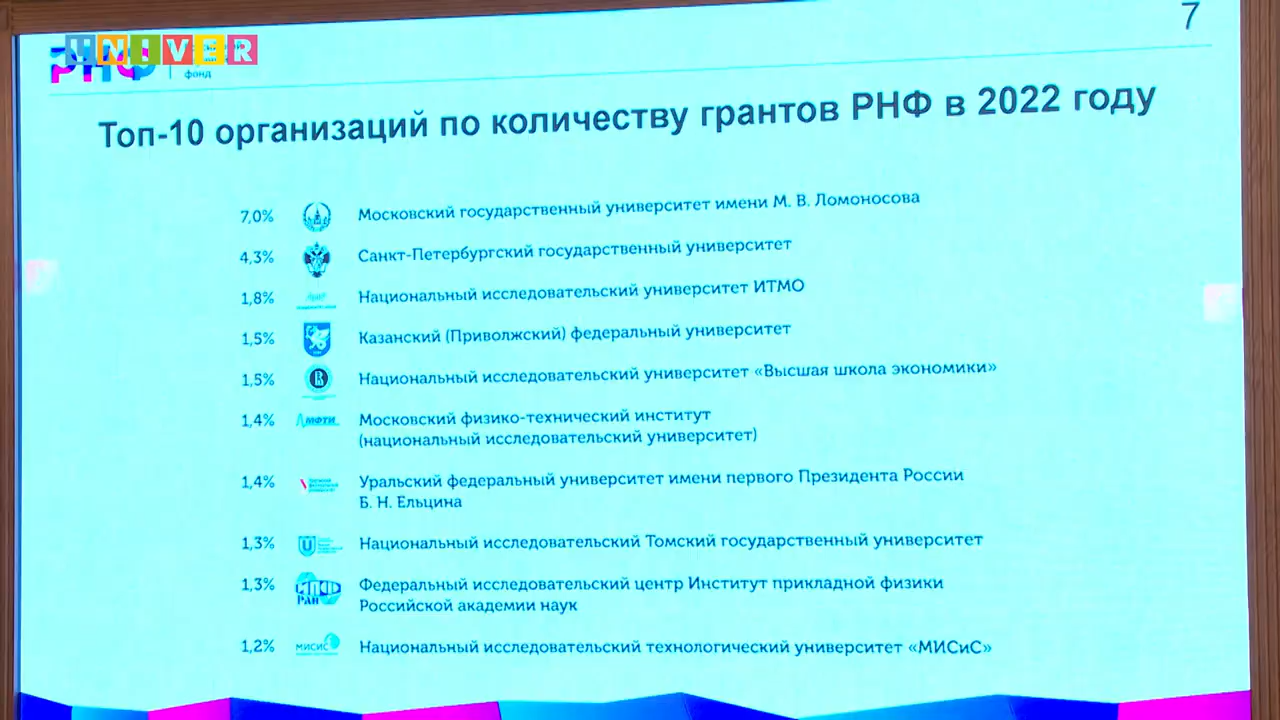 7
UNIVER
РНФ
фонд
Топ-10 организаций по количеству грантов РНФ в 2022 году
7,0% Московский государственный университет имени М. В. Ломоносова
4,3% Санкт-Петербургский государственный университет
1,8% Национальный исследовательский университет ИТМО
1,5% Казанский (Приволжский) федеральный университет
1,5% Национальный исследовательский университет «Высшая школа экономики»
1,4% МФТИ Московский физико-технический институт
(национальный исследовательский университет)
1,4% Уральский федеральный университет имени первого Президента России
Б. Н. Ельцина
1,3% Национальный исследовательский Томский государственный университет
1,3% ИПФ Федеральный исследовательский центр Институт прикладной физики
РАН Российской академии наук
1,2% МИСИС Национальный исследовательский технологический университет «МИСиС»